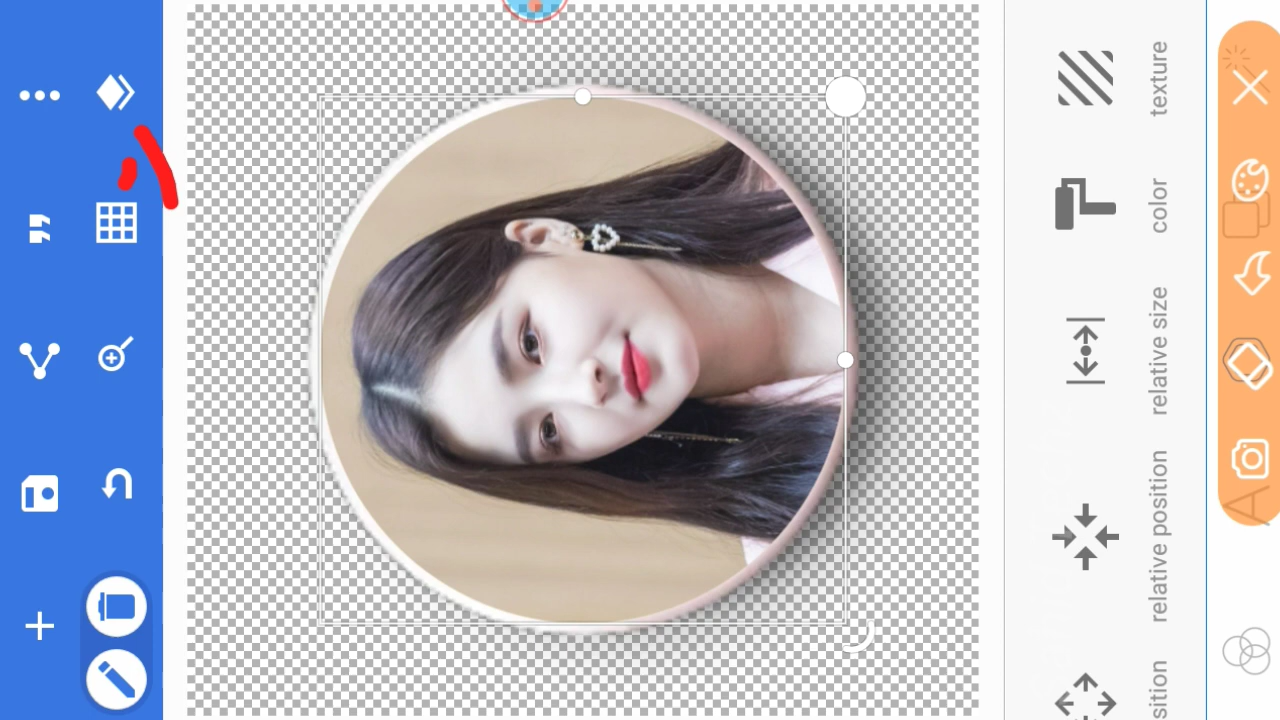 texture
color
relative size
relative position
sition
A